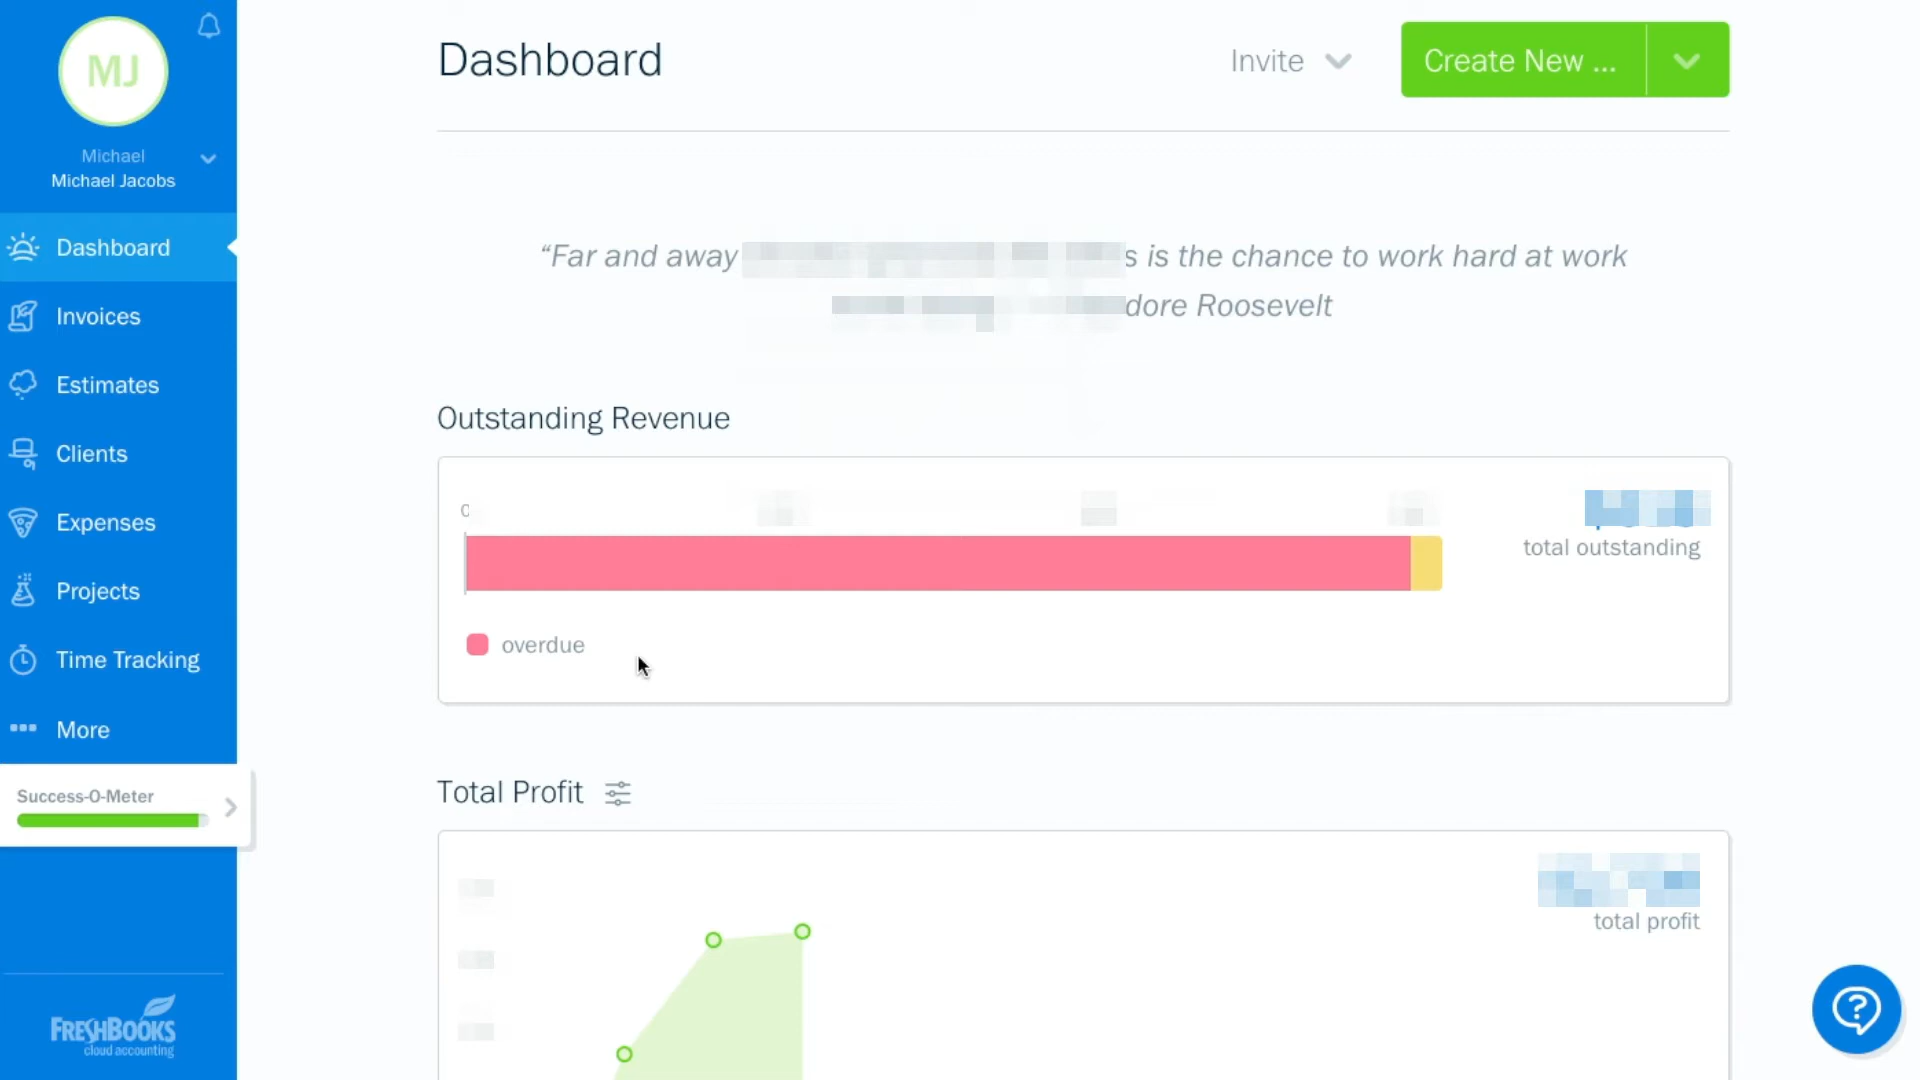 MJ
Michael
Michael Jacobs
Dashboard
Invoices
Estimates
Clients
Expenses
Projects
Time Tracking
More
Success-O-Meter
FRESHBOOKS
cloud accounting
Dashboard
Invite
Create New ...
“Far and away is the chance to work hard at work
Roosevelt
Outstanding Revenue
total outstanding
overdue
Total Profit
total profit